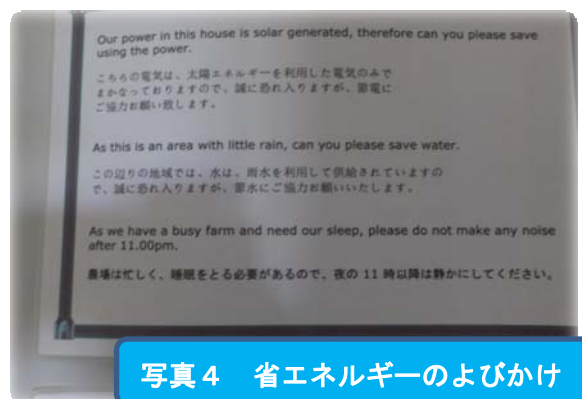 Our power in this house is solar generated, therefore can you please save
using the power.
こちらの電気は、太陽エネルギーを利用した電気のみで
まかなっておりますので、誠に恐れ入りますが、節電に
ご協力お願い致します。
As this is an area with little rain, can you please save water.
この辺りの地域では、水は、雨水を利用して供給されていますの
で、誠に恐れ入りますが、節水にご協力お願いいたします。
As we have a busy farm and need our sleep, please do not make any noise
after 11.00pm.
農場は忙しく、睡眠をとる必要があるので、夜の 11 時以降は静かにしてください。
写真４　省エネルギーのよびかけ